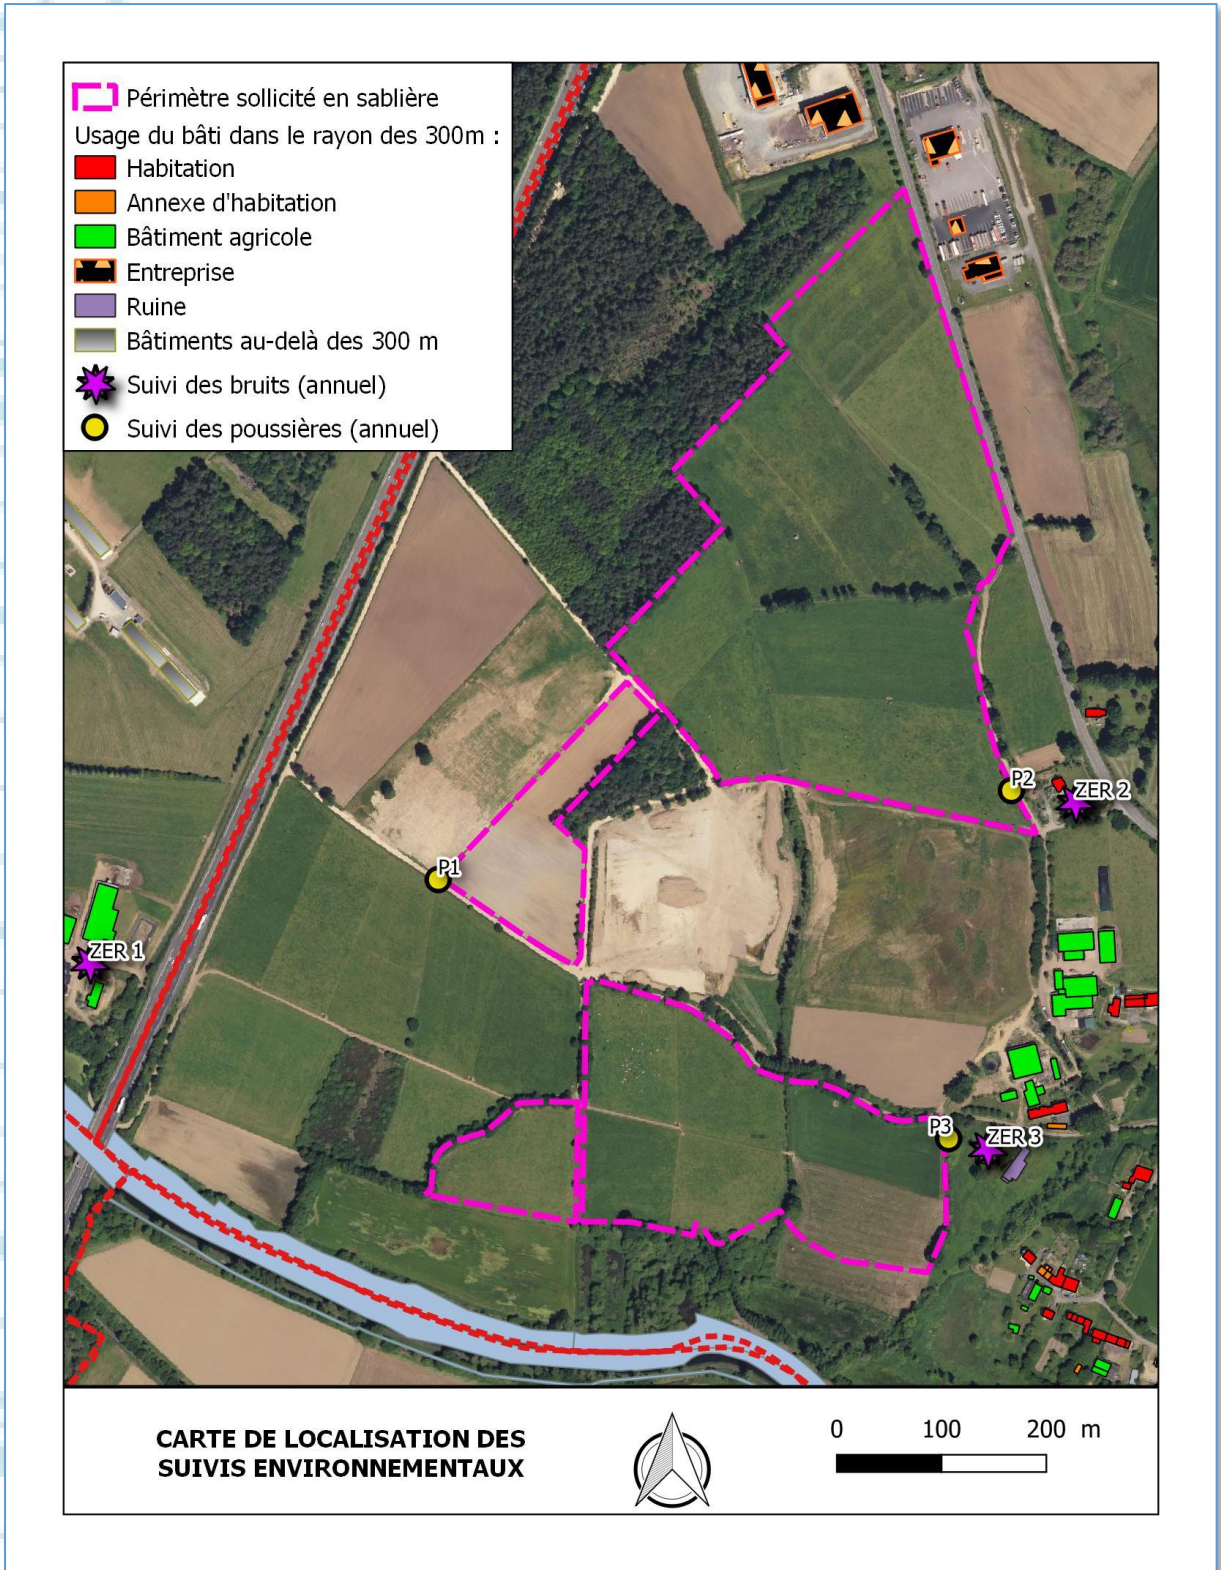 Périmètre sollicité en sablière
Usage du bâti dans le rayon des 300m :
Habitation
Annexe d'habitation
Bâtiment agricole
Entreprise
Ruine
Bâtiments au-delà des 300 m
Suivi des bruits (annuel)
Suivi des poussières (annuel)
P2
ZER 2
P1
ZER 1
P3
ZER 3
CARTE DE LOCALISATION DES
SUIVIS ENVIRONNEMENTAUX
0 100 200 m